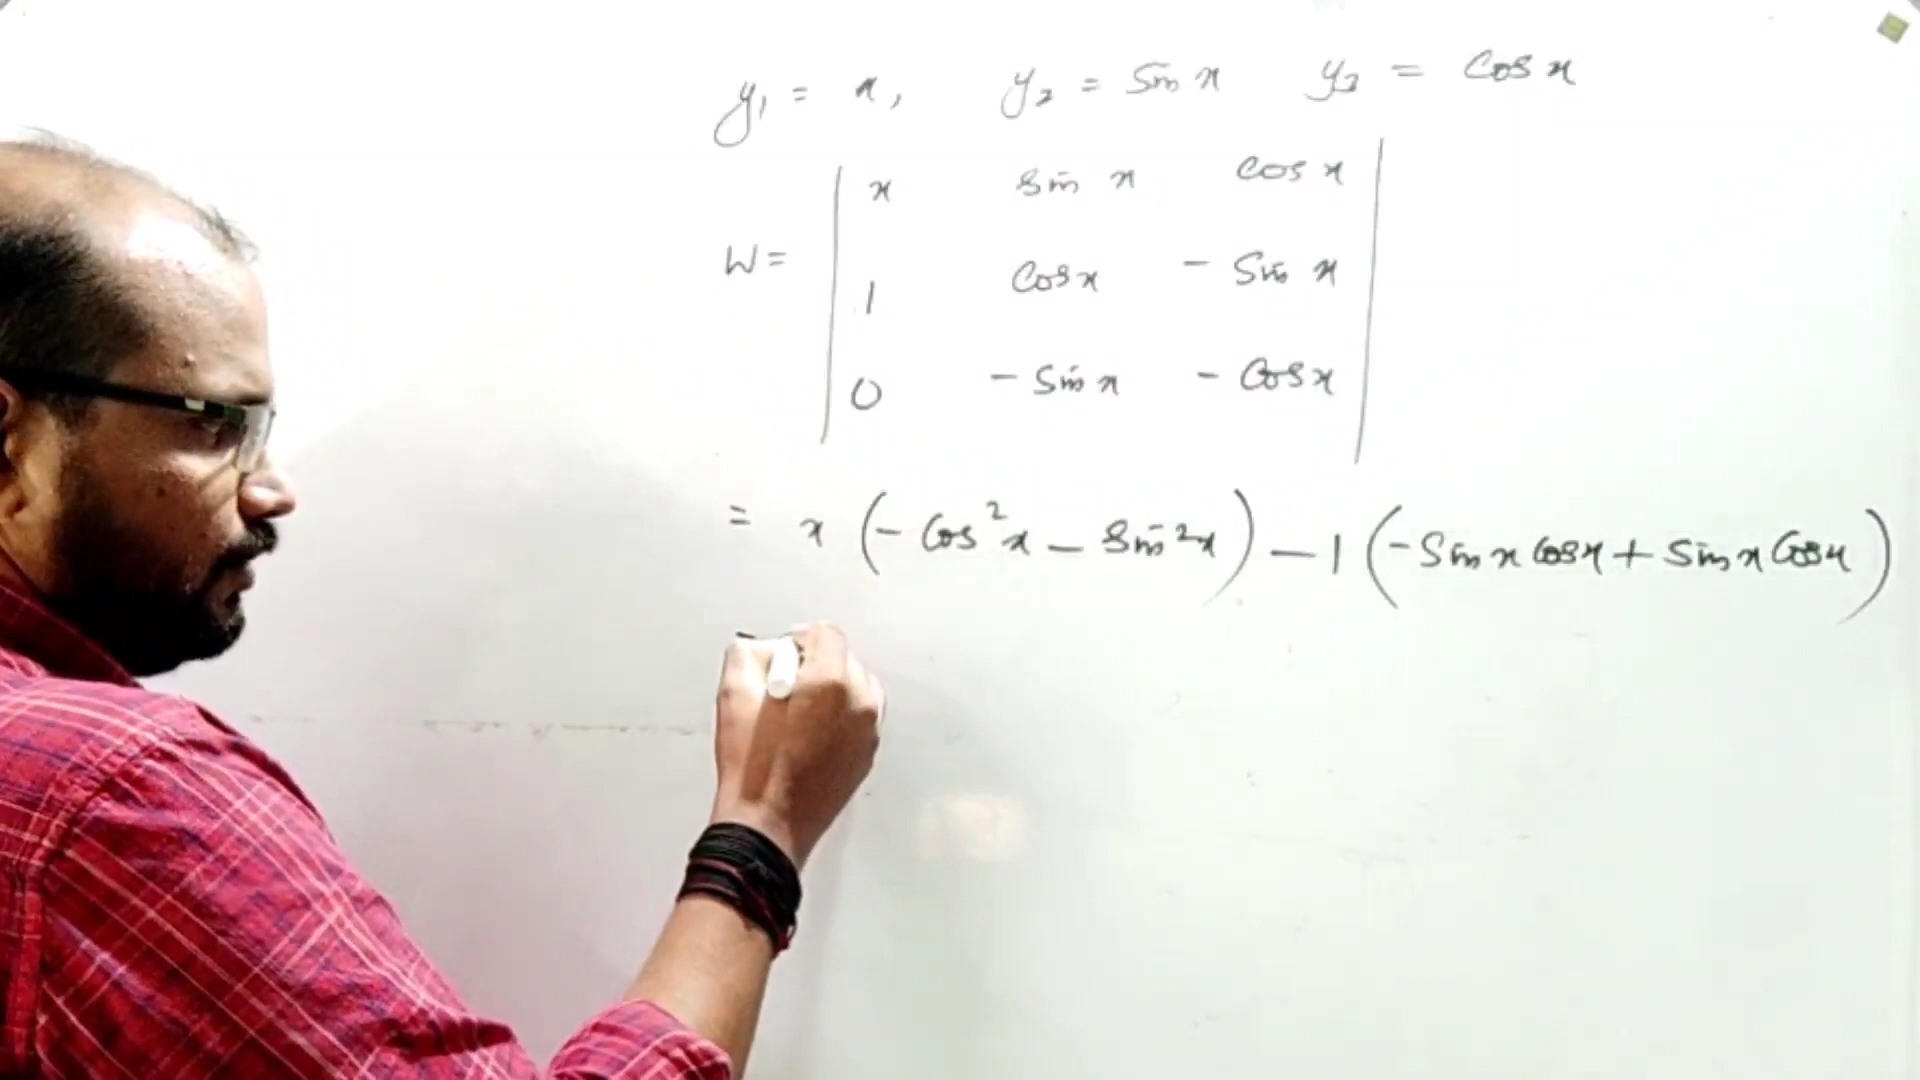 y₁ = x, y₂ = Sin x y₃ = Cos x
W = | x sin x cos x |
| 1 Cos x - Sin x |
| 0 - Sin x - Cos x |
= x (- Cos²x - Sin²x) - 1 (- Sin x Cos x + Sin x Cos x)